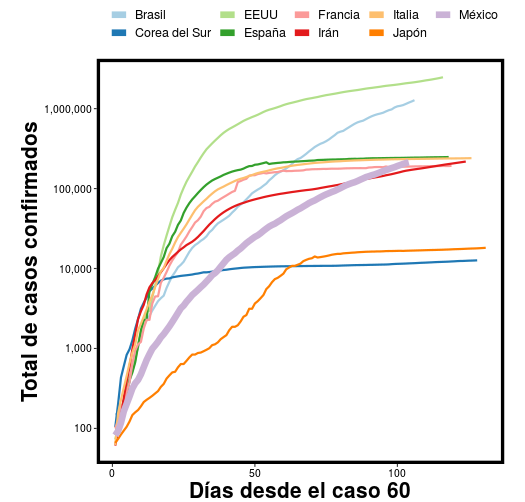 Brasil EEUU Francia Italia México
Corea del Sur España Irán Japón
Total de casos confirmados
1,000,000
100,000
10,000
1,000
100
0 50 100
Días desde el caso 60